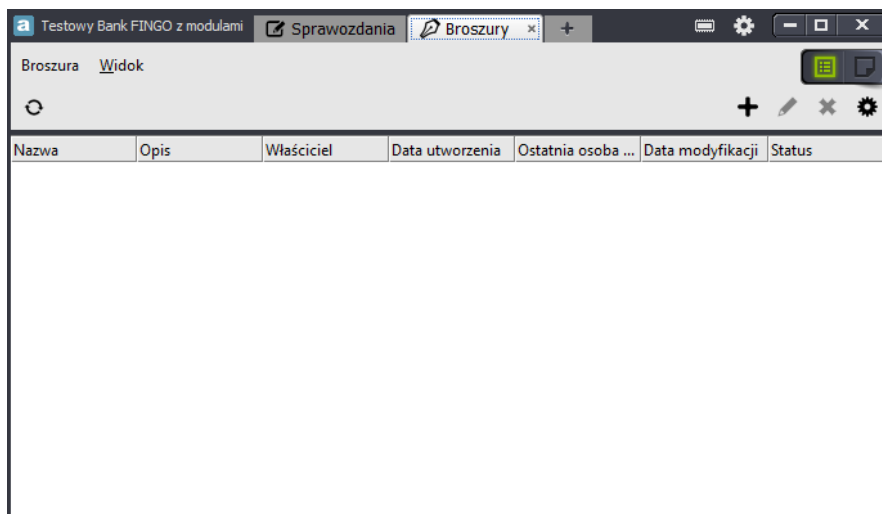 a Testowy Bank FINGO z modulami Sprawozdania Broszury × +
Broszura Widok
Nazwa Opis Właściciel Data utworzenia Ostatnia osoba ... Data modyfikacji Status